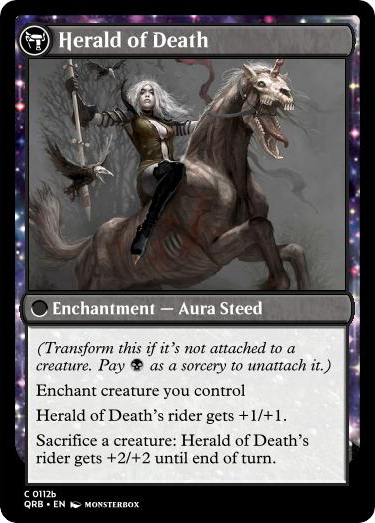 Herald of Death
Enchantment — Aura Steed
(Transform this if it's not attached to a
creature. Pay as a sorcery to unattach it.)
Enchant creature you control
Herald of Death's rider gets +1/+1.
Sacrifice a creature: Herald of Death's
rider gets +2/+2 until end of turn.
C 0112b
QRB • EN MONSTERBOX